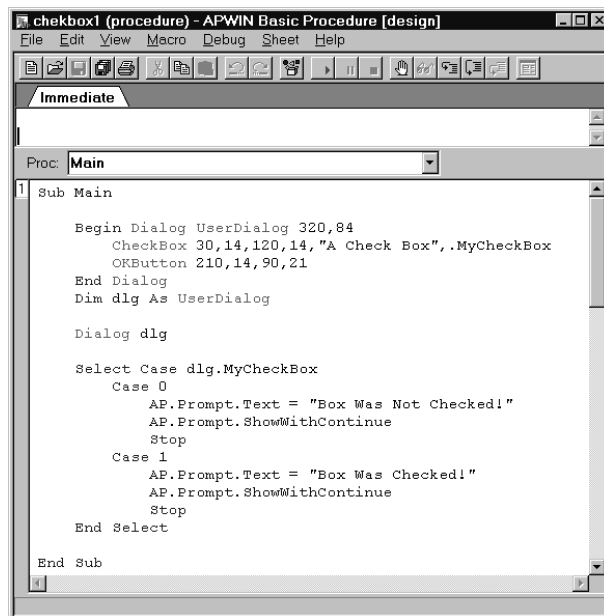 chekbox1 (procedure) - APWIN Basic Procedure [design]
File Edit View Macro Debug Sheet Help
Immediate
Proc: Main
1
Sub Main
Begin Dialog UserDialog 320,84
CheckBox 30,14,120,14,"A Check Box",.MyCheckBox
OKButton 210,14,90,21
End Dialog
Dim dlg As UserDialog
Dialog dlg
Select Case dlg.MyCheckBox
Case 0
AP.Prompt.Text = "Box Was Not Checked!"
AP.Prompt.ShowWithContinue
Stop
Case 1
AP.Prompt.Text = "Box Was Checked!"
AP.Prompt.ShowWithContinue
Stop
End Select
End Sub